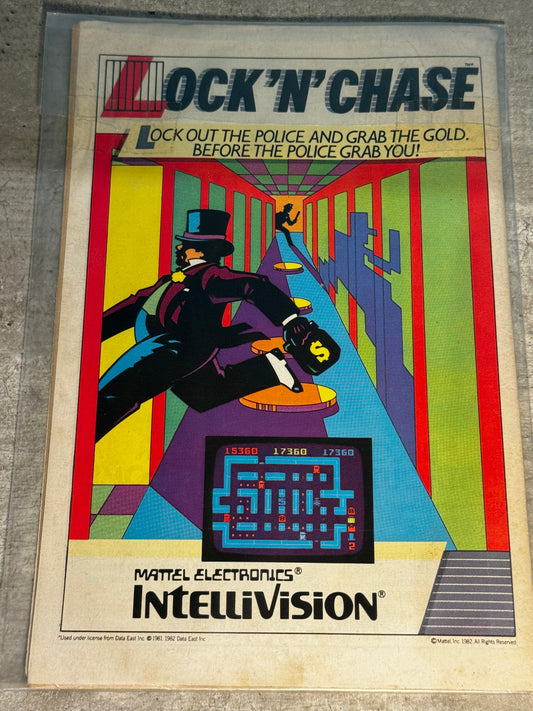 LOCK'N'CHASE™*
LOCK OUT THE POLICE AND GRAB THE GOLD.
BEFORE THE POLICE GRAB YOU!
$
15360 17360 17360
2
MATTEL ELECTRONICS®
INTELLIVISION®
*Used under license from Data East Inc. © 1981, 1982 Data East Inc.
© Mattel, Inc. 1982. All Rights Reserved.